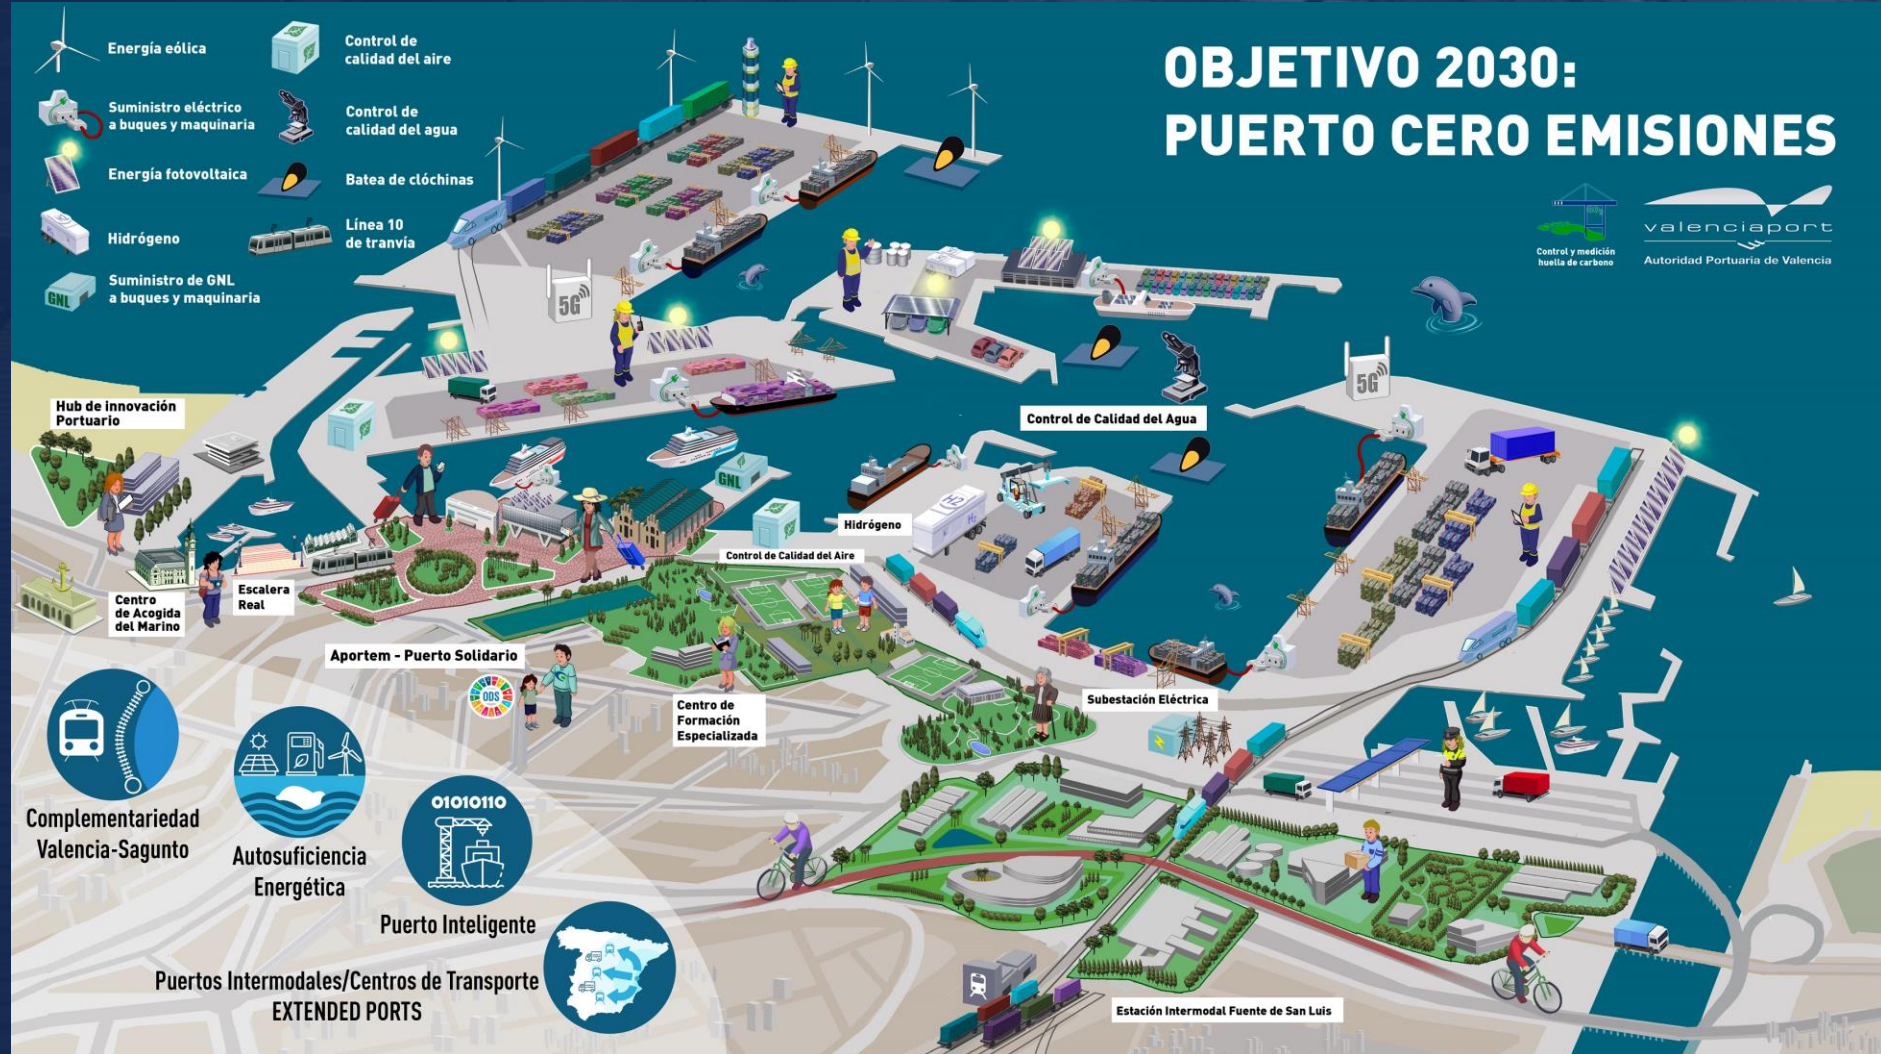 OBJETIVO 2030:
PUERTO CERO EMISIONES
Control y medición
huella de carbono
valenciaport
Autoridad Portuaria de Valencia
Energía eólica
Suministro eléctrico
a buques y maquinaria
Energía fotovoltaica
Hidrógeno
GNL
Suministro de GNL
a buques y maquinaria
Control de
calidad del aire
Control de
calidad del agua
Batea de clóchinas
Línea 10
de tranvía
5G
5G
Hub de innovación
Portuario
Control de Calidad del Agua
GNL
H2
H2
Hidrógeno
Control de Calidad del Aire
Centro
de Acogida
del Marino
Escalera
Real
Aportem - Puerto Solidario
ODS
Centro de
Formación
Especializada
Subestación Eléctrica
Complementariedad
Valencia-Sagunto
Autosuficiencia
Energética
01010110
Puerto Inteligente
Puertos Intermodales/Centros de Transporte
EXTENDED PORTS
Estación Intermodal Fuente de San Luis